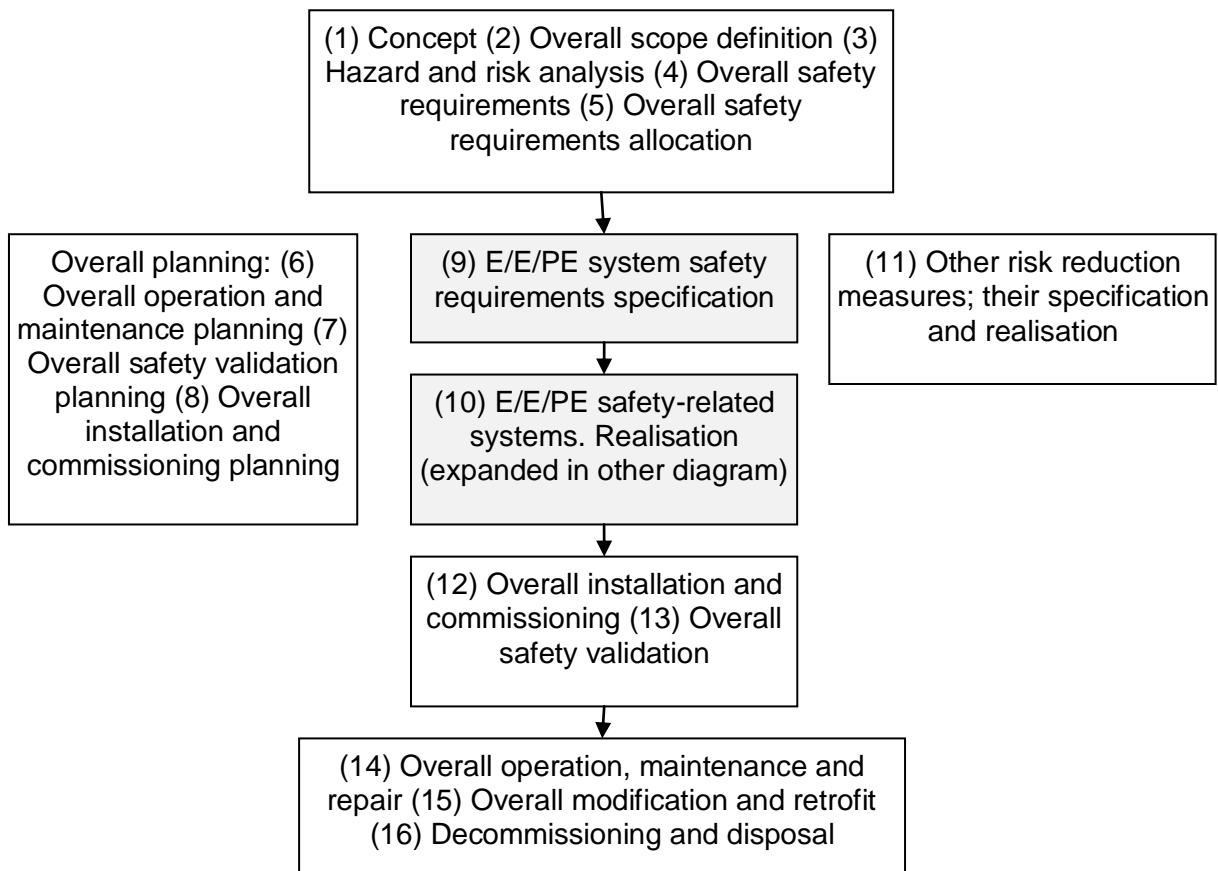 (1) Concept (2) Overall scope definition (3)
Hazard and risk analysis (4) Overall safety
requirements (5) Overall safety
requirements allocation
Overall planning: (6)
Overall operation and
maintenance planning (7)
Overall safety validation
planning (8) Overall
installation and
commissioning planning
(9) E/E/PE system safety
requirements specification
(11) Other risk reduction
measures; their specification
and realisation
(10) E/E/PE safety-related
systems. Realisation
(expanded in other diagram)
(12) Overall installation and
commissioning (13) Overall
safety validation
(14) Overall operation, maintenance and
repair (15) Overall modification and retrofit
(16) Decommissioning and disposal